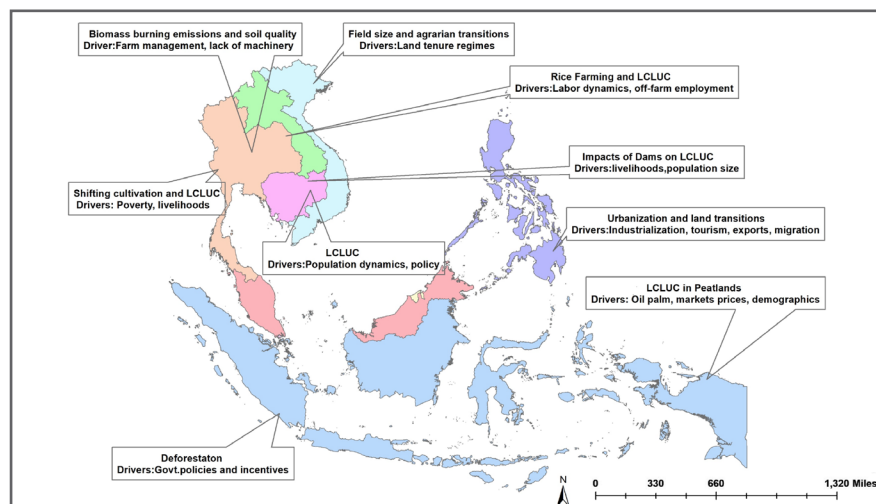 Biomass burning emissions and soil quality
Driver:Farm management, lack of machinery
Field size and agrarian transitions
Drivers:Land tenure regimes
Rice Farming and LCLUC
Drivers:Labor dynamics, off-farm employment
Impacts of Dams on LCLUC
Drivers:livelihoods,population size
Shifting cultivation and LCLUC
Drivers: Poverty, livelihoods
Urbanization and land transitions
Drivers:Industrialization, tourism, exports, migration
LCLUC
Drivers:Population dynamics, policy
LCLUC in Peatlands
Drivers: Oil palm, markets prices, demographics
Deforestaton
Drivers:Govt.policies and incentives
N
0 330 660 1,320 Miles